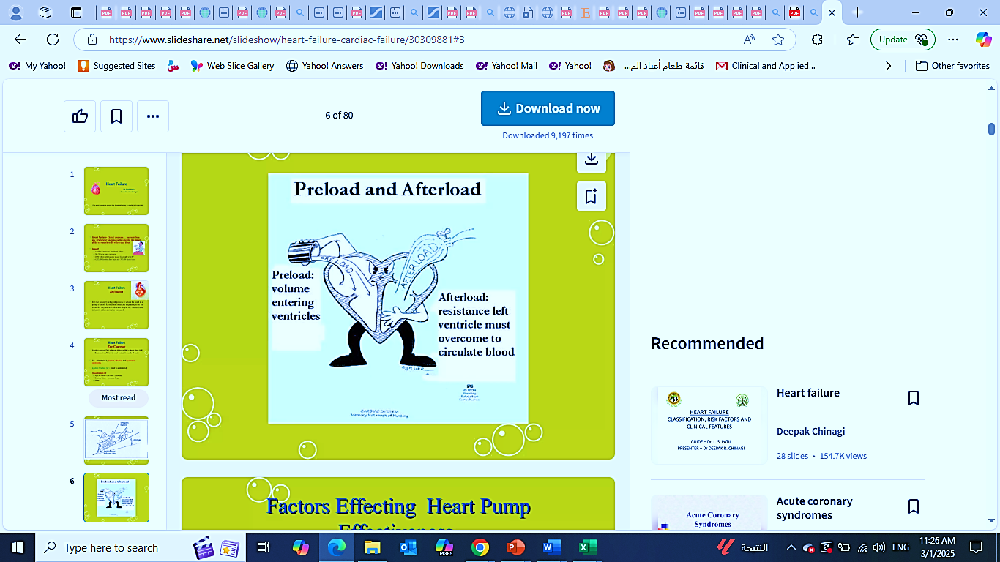 https://www.slideshare.net/slideshow/heart-failure-cardiac-failure/30309881#3
Update
My Yahoo!
Suggested Sites
Web Slice Gallery
Yahoo! Answers
Yahoo! Downloads
Yahoo! Mail
Yahoo!
قائمة طعام أعياد الم...
Clinical and Applied...
Other favorites
6 of 80
Download now
Downloaded 9,197 times
1
Heart Failure
2
3
Heart Failure
Definition
4
Heart Failure
Key Concepts
Most read
5
6
Preload and Afterload
Preload and Afterload
PRELOAD
AFTERLOAD
Preload:
volume
entering
ventricles
Afterload:
resistance left
ventricle must
overcome to
circulate blood
Nursing
Education
Consultants
CARDIAC SYSTEM
Memory Notebook of Nursing
Factors Effecting Heart Pump
Effectiveness
Recommended
HEART FAILURE
CLASSIFICATION, RISK FACTORS AND
CLINICAL FEATURES
GUIDE – Dr. L. S. PATIL
PRESENTER – Dr DEEPAK R. CHINAGI
Heart failure
Deepak Chinagi
28 slides • 154.7K views
Acute Coronary
Syndromes
Acute coronary
syndromes
Type here to search
M365
النتيجة
ENG
11:26 AM
3/1/2025